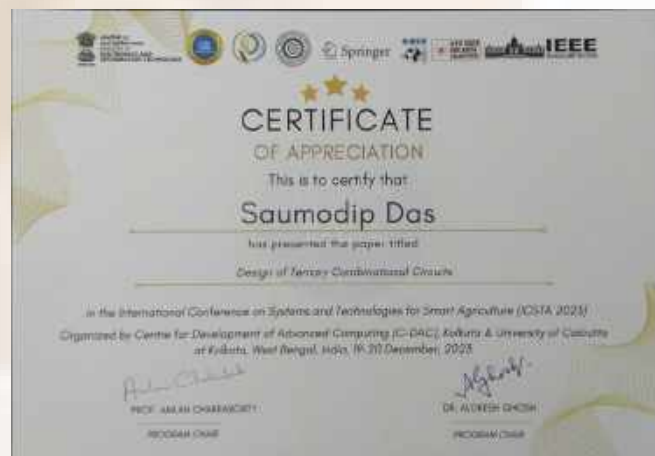 Springer
IEEE
CERTIFICATE
OF APPRECIATION
This is to certify that
Saumodip Das
has presented the paper titled
Design of Ternary Combinational Circuits
in the International Conference on Systems and Technologies for Smart Agriculture (ICSTA 2023)
Organized by Centre for Development of Advanced Computing (C-DAC), Kolkata & University of Calcutta
at Kolkata, West Bengal, India, 19-20 December, 2023
PROF. AMLAN CHAKRABORTY
PROGRAM CHAIR
DR. ALOKESH GHOSH
PROGRAM CHAIR